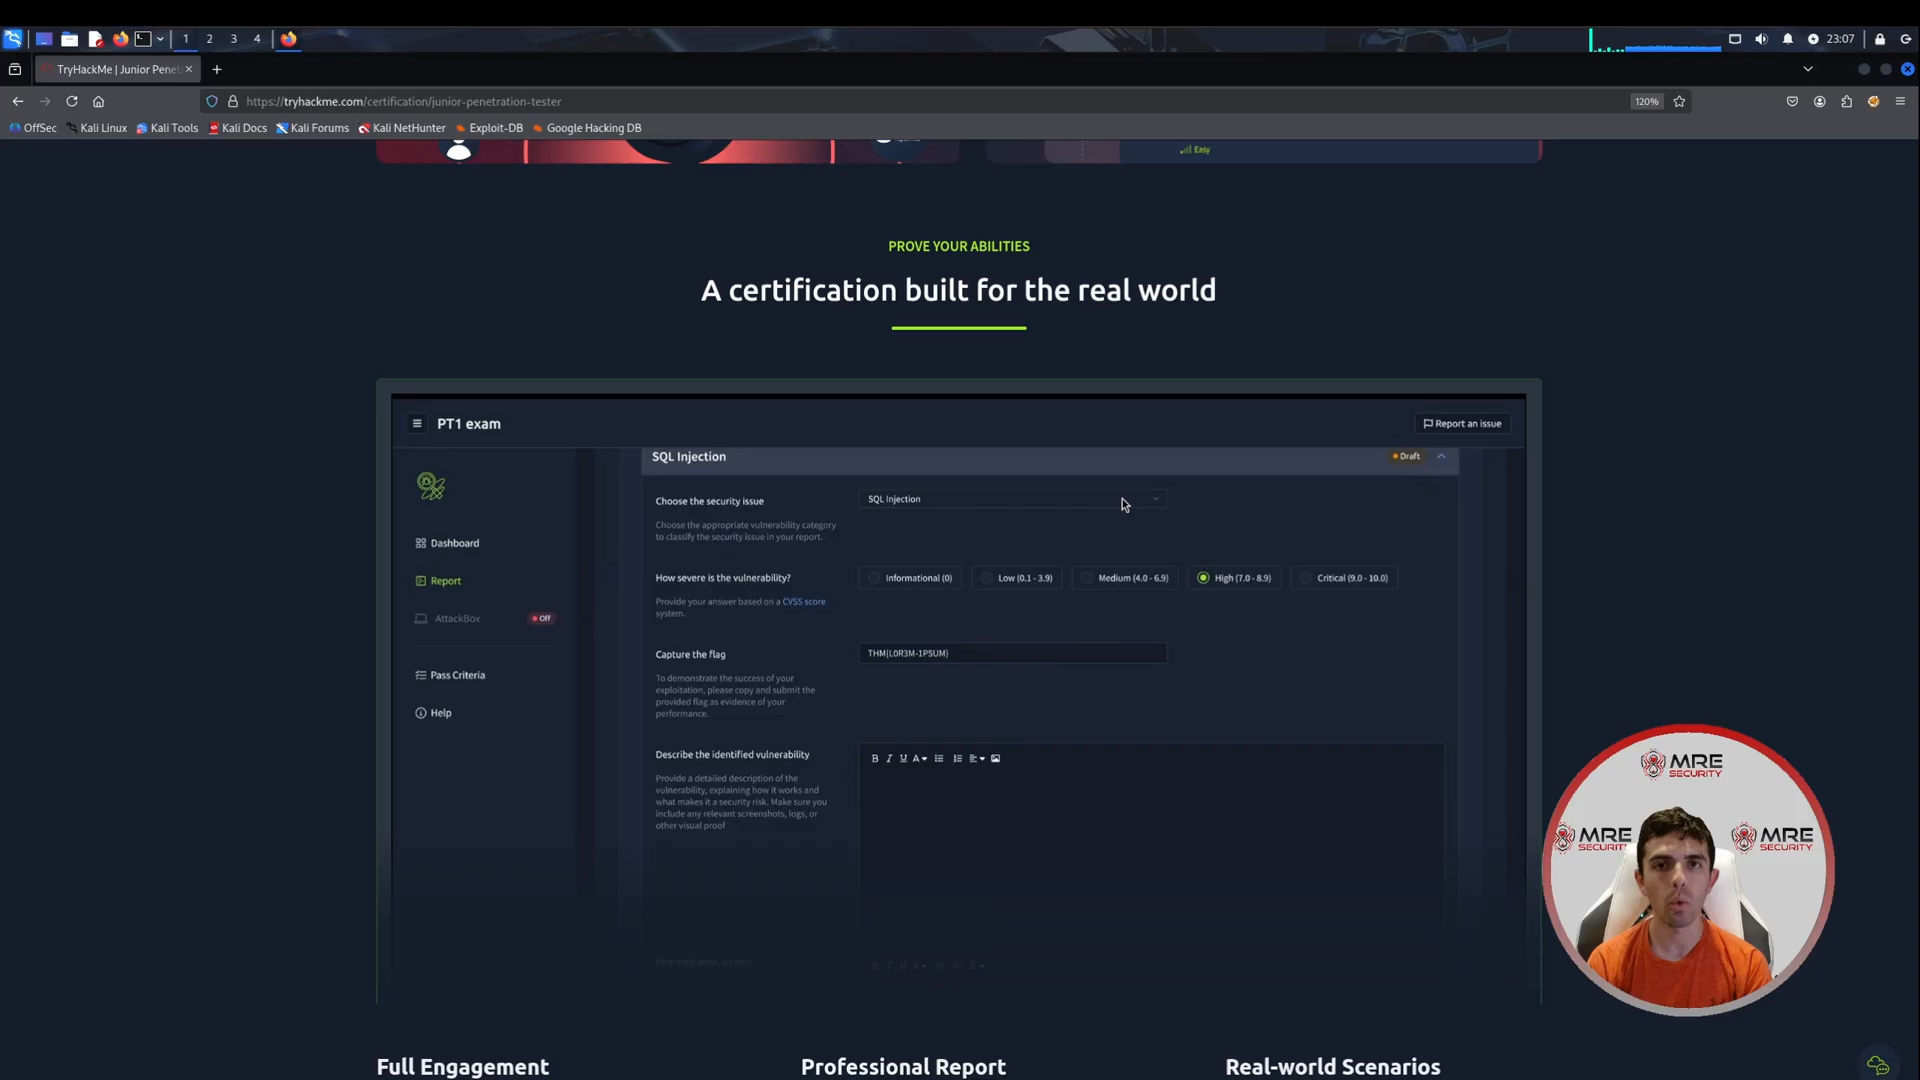 1 2 3 4
23:07
TryHackMe | Junior Penet
https://tryhackme.com/certification/junior-penetration-tester
120%
OffSec Kali Linux Kali Tools Kali Docs Kali Forums Kali NetHunter Exploit-DB Google Hacking DB
Easy
PROVE YOUR ABILITIES
A certification built for the real world
PT1 exam
Report an issue
SQL Injection
Draft
Choose the security issue
SQL Injection
Choose the appropriate vulnerability category
to classify the security issue in your report.
Dashboard
How severe is the vulnerability?
Informational (0) Low (0.1 - 3.9) Medium (4.0 - 6.9) High (7.0 - 8.9) Critical (9.0 - 10.0)
Report
Provide your answer based on a CVSS score
system.
AttackBox Off
Capture the flag
THM{L0R3M-1P5UM}
Pass Criteria
To demonstrate the success of your
exploitation, please copy and submit the
provided flag as evidence of your
performance.
Help
Describe the identified vulnerability
B I U A
Provide a detailed description of the
vulnerability, explaining how it works and
what makes it a security risk. Make sure you
include any relevant screenshots, logs, or
other visual proof
Remediation actions
B I U A
MRE
SECURITY
MRE
SECURITY
MRE
SECURITY
Full Engagement
Professional Report
Real-world Scenarios